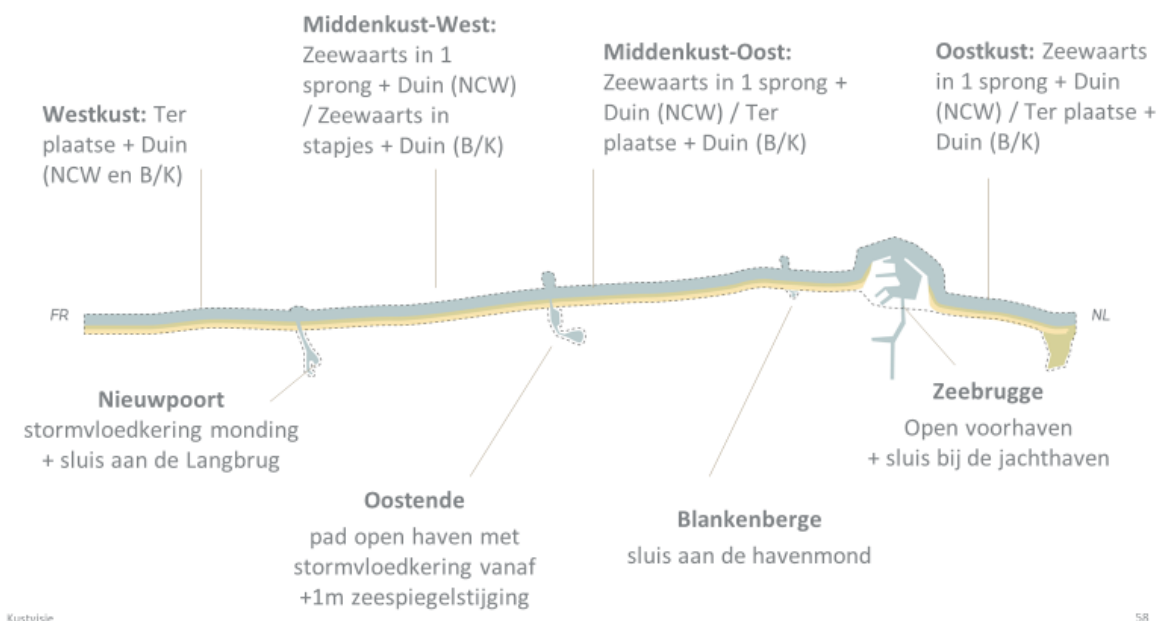 Middenkust-West:
Zeewaarts in 1
sprong + Duin (NCW)
/ Zeewaarts in
stapjes + Duin (B/K)
Middenkust-Oost:
Zeewaarts in 1 sprong +
Duin (NCW) / Ter
plaatse + Duin (B/K)
Oostkust: Zeewaarts
in 1 sprong + Duin
(NCW) / Ter plaatse +
Duin (B/K)
Westkust: Ter
plaatse + Duin
(NCW en B/K)
FR
NL
Nieuwpoort
stormvloedkering monding
+ sluis aan de Langbrug
Zeebrugge
Open voorhaven
+ sluis bij de jachthaven
Oostende
pad open haven met
stormvloedkering vanaf
+1m zeespiegelstijging
Blankenberge
sluis aan de havenmond
Kustvisie
58